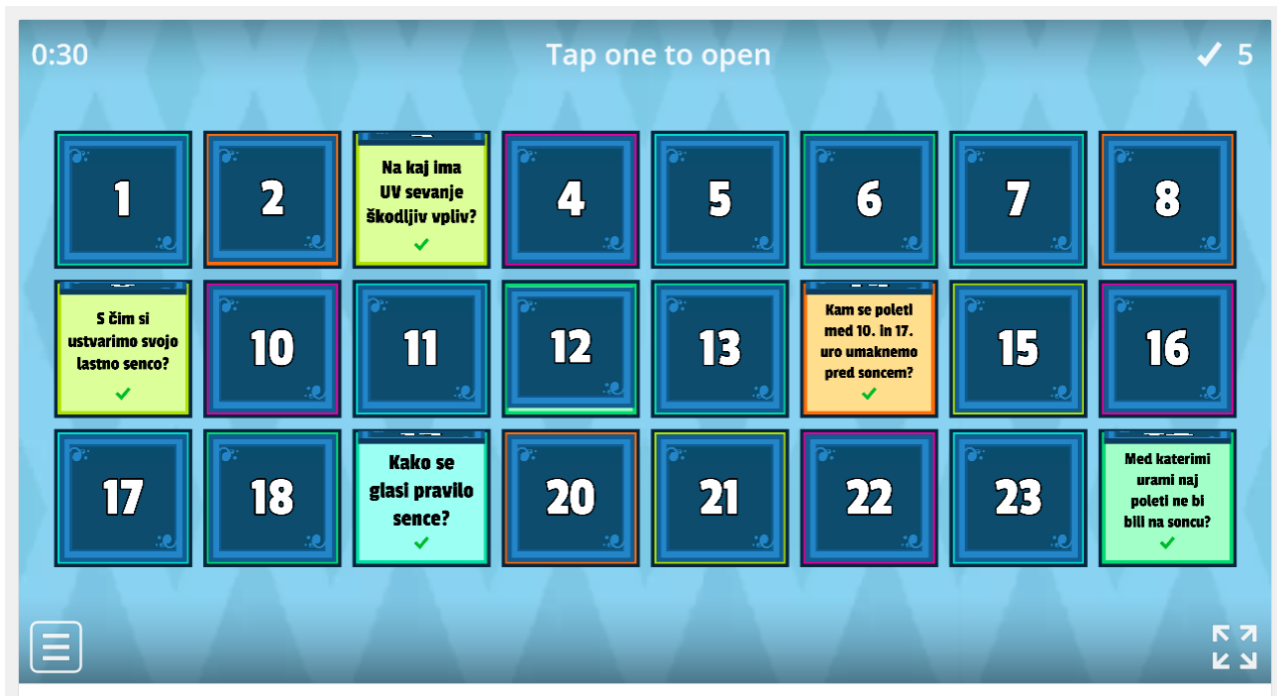 0:30
Tap one to open
5
1
2
Na kaj ima
UV sevanje
škodljiv vpliv?
4
5
6
7
8
S čim si
ustvarimo svojo
lastno senco?
10
11
12
13
Kam se poleti
med 10. in 17.
uro umaknemo
pred soncem?
15
16
17
18
Kako se
glasi pravilo
sence?
20
21
22
23
Med katerimi
urami naj
poleti ne bi
bili na soncu?